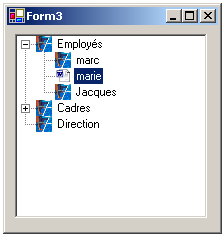 Form3
Employés
marc
marie
Jacques
Cadres
Direction